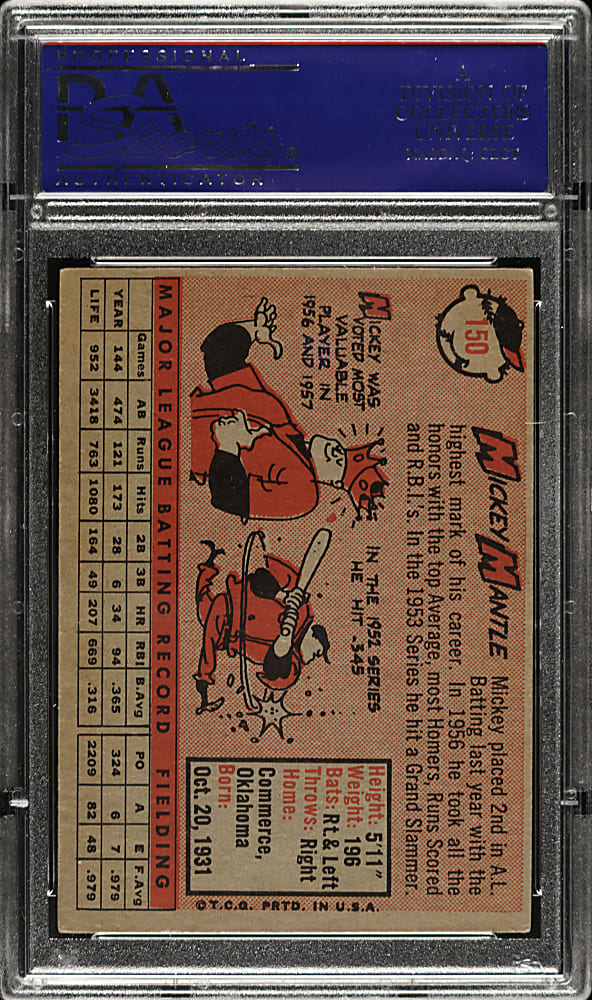 PROFESSIONAL
PSA
Sports
AUTHENTICATOR
A
DIVISION OF
COLLECTORS
UNIVERSE
NASDAQ: CLCT
150
MICKEY MANTLE Mickey placed 2nd in A.L.
Batting last year with the
highest mark of his career. In 1956 he took all the
honors with the top Average, most Homers, Runs Scored
and R.B.I.'s. In the 1953 Series he hit a Grand Slammer.
MICKEY WAS
VOTED MOST
VALUABLE
PLAYER IN
1956 AND 1957
IN THE 1952 SERIES
HE HIT .345
Height: 5'11"
Weight: 196
Bats: Rt. & Left
Throws: Right
Home:
Commerce,
Oklahoma
Born:
Oct. 20, 1931
©T.C.G. PRTD. IN U.S.A.
MAJOR LEAGUE BATTING RECORD FIELDING
Games AB Runs Hits 2B 3B HR RBI B.Avg PO A E F.Avg
YEAR 144 474 121 173 28 6 34 94 .365 324 6 7 .979
LIFE 952 3418 763 1080 164 49 207 669 .316 2209 82 48 .979